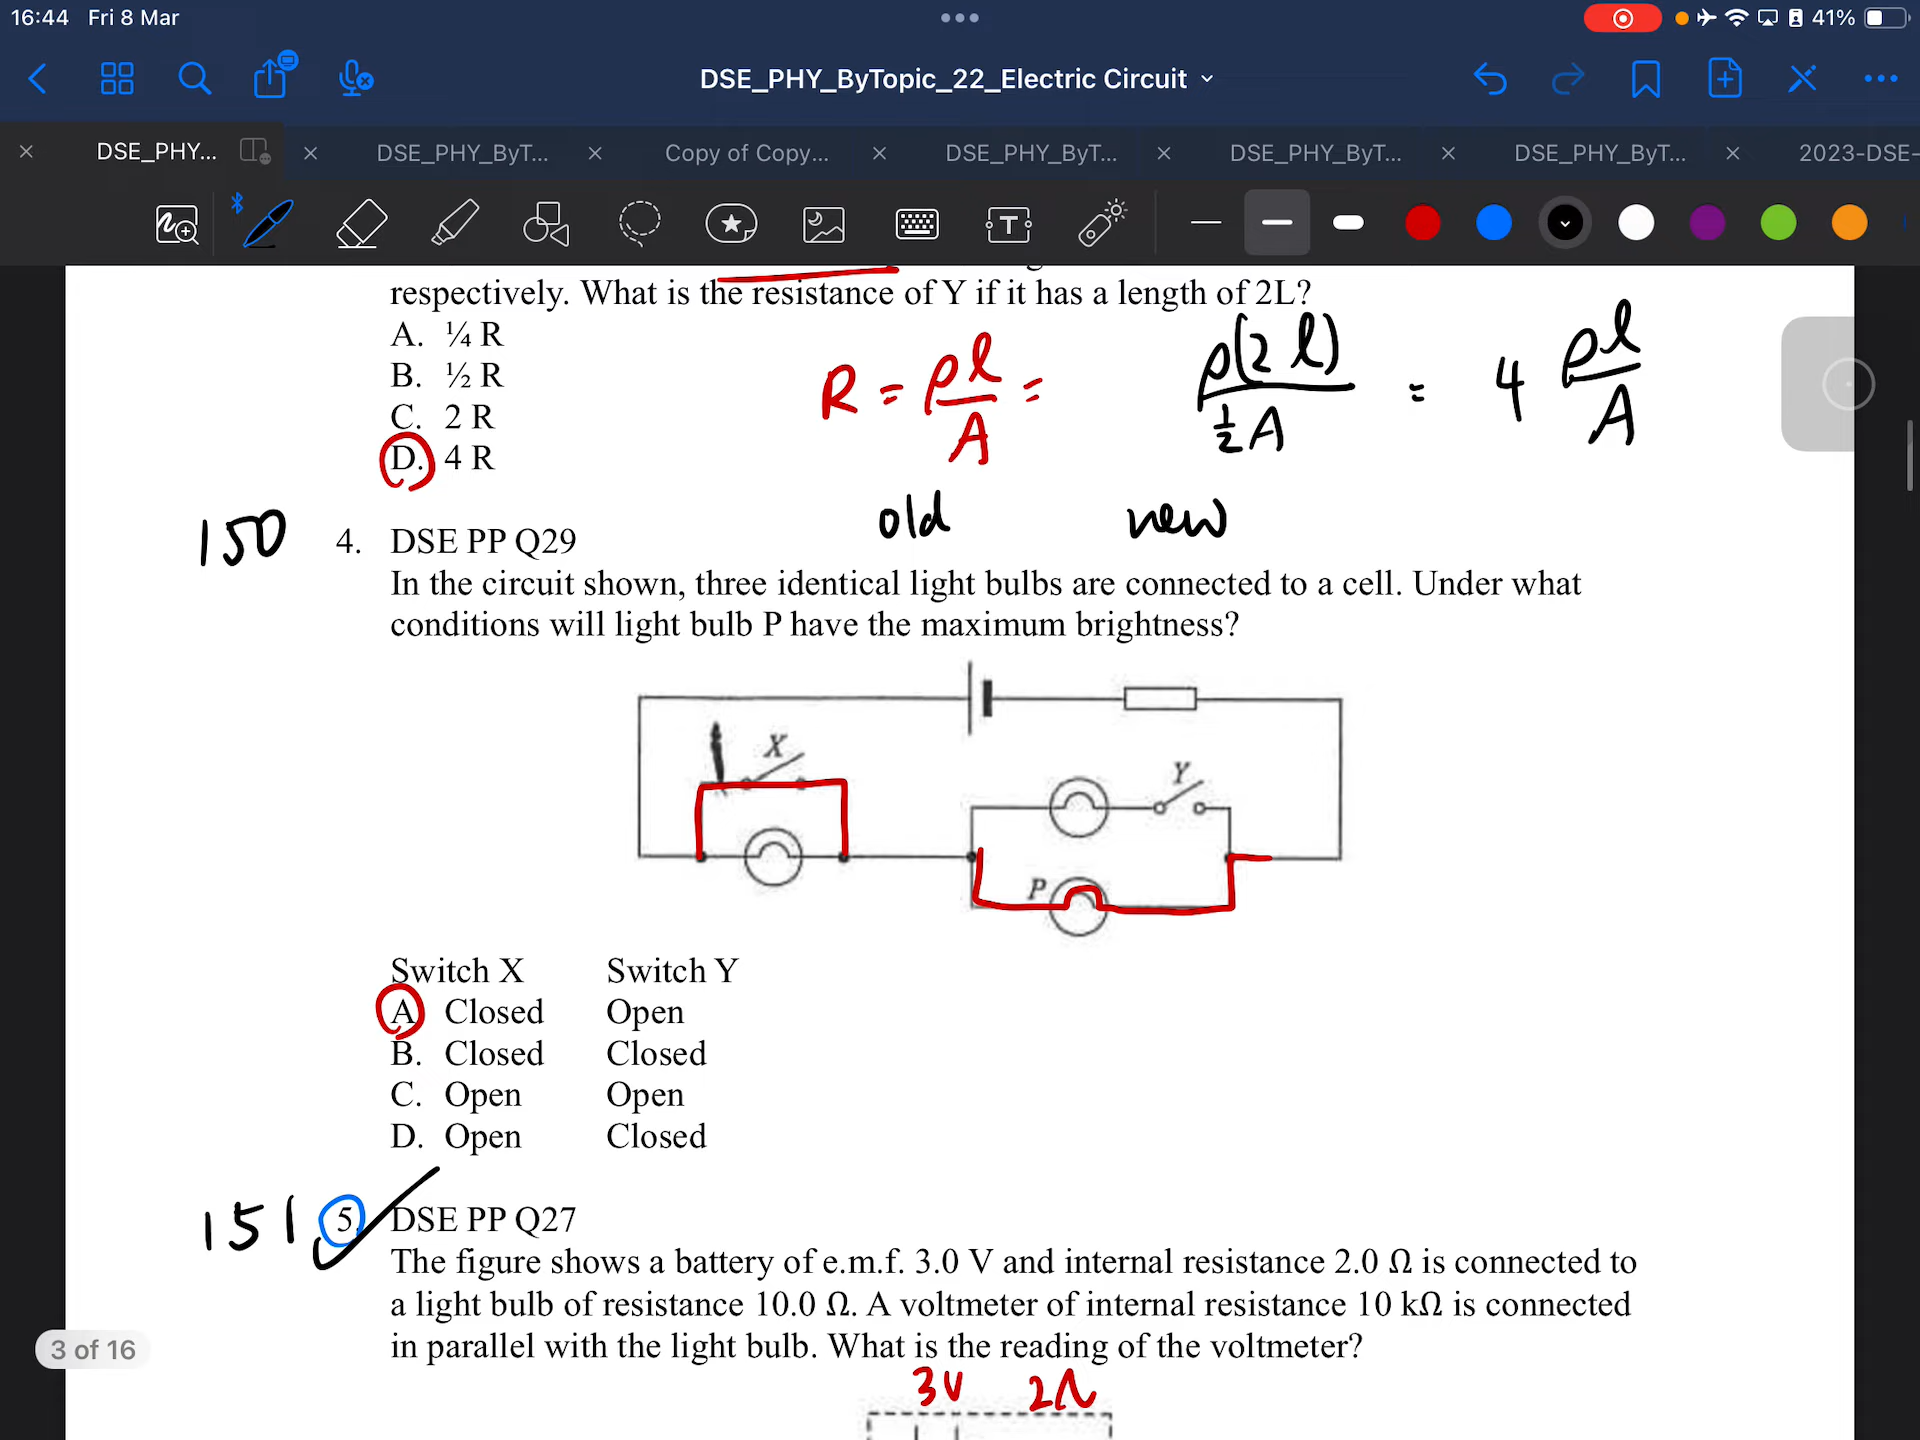 16:44 Fri 8 Mar
41%
DSE_PHY_ByTopic_22_Electric Circuit
DSE_PHY...
DSE_PHY_ByT...
Copy of Copy...
DSE_PHY_ByT...
DSE_PHY_ByT...
DSE_PHY_ByT...
2023-DSE-
T
respectively. What is the resistance of Y if it has a length of 2L?
A. ¼ R
B. ½ R
C. 2 R
D. 4 R
R = ρl/A = ρ(2l)/(½A) = 4 ρl/A
old new
150
4. DSE PP Q29
In the circuit shown, three identical light bulbs are connected to a cell. Under what
conditions will light bulb P have the maximum brightness?
X
Y
P
Switch X Switch Y
A. Closed Open
B. Closed Closed
C. Open Open
D. Open Closed
151
5. DSE PP Q27
The figure shows a battery of e.m.f. 3.0 V and internal resistance 2.0 Ω is connected to
a light bulb of resistance 10.0 Ω. A voltmeter of internal resistance 10 kΩ is connected
in parallel with the light bulb. What is the reading of the voltmeter?
3V 2Ω
3 of 16